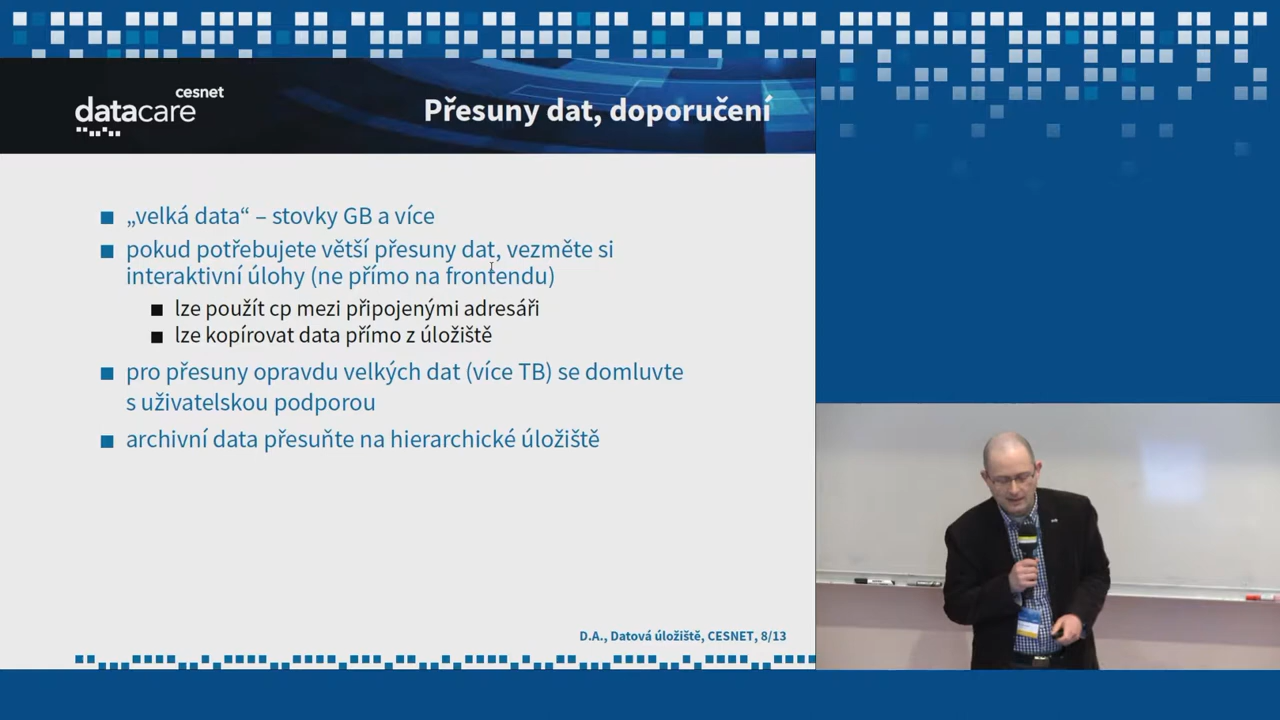 cesnet
datacare
Přesuny dat, doporučení
„velká data“ – stovky GB a více
pokud potřebujete větší přesuny dat, vezměte si
interaktivní úlohy (ne přímo na frontendu)
lze použít cp mezi připojenými adresáři
lze kopírovat data přímo z úložiště
pro přesuny opravdu velkých dat (více TB) se domluvte
s uživatelskou podporou
archivní data přesuňte na hierarchické úložiště
D.A., Datová úložiště, CESNET, 8/13